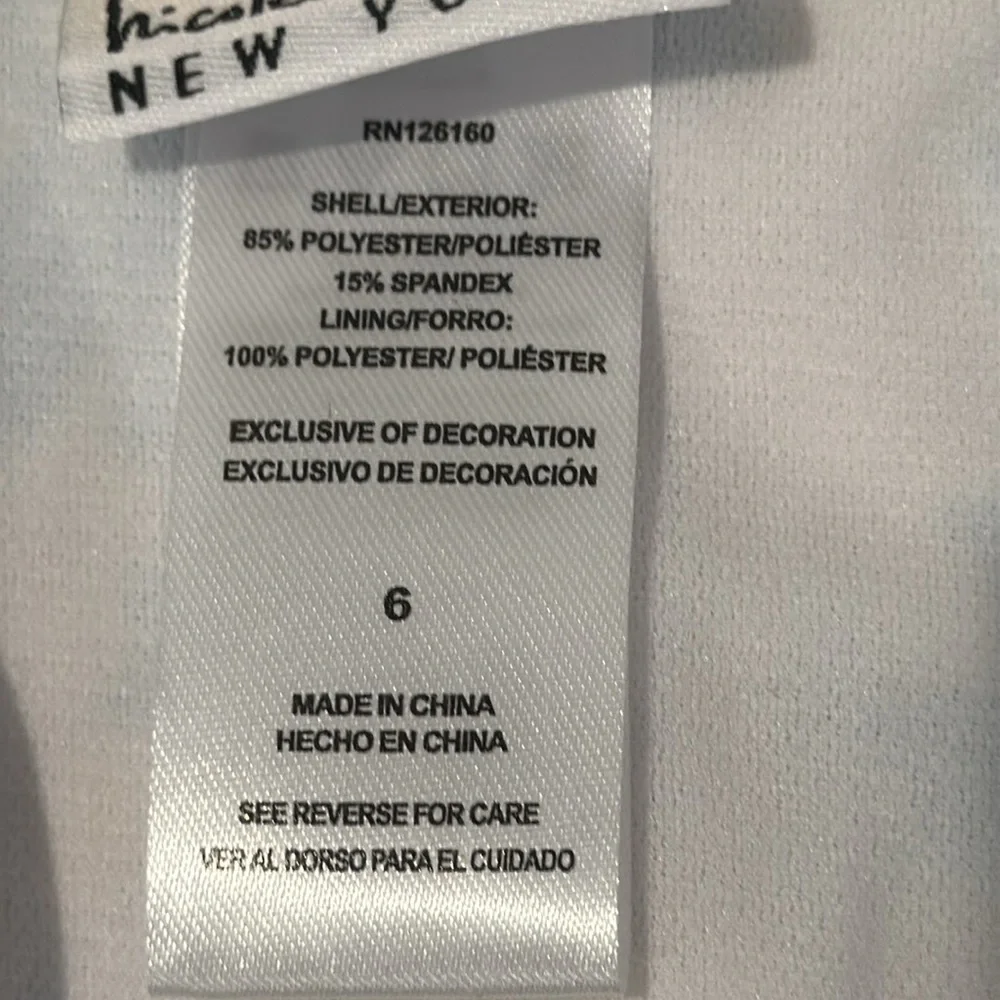 NEW
RN126160
SHELL/EXTERIOR:
85% POLYESTER/POLIÉSTER
15% SPANDEX
LINING/FORRO:
100% POLYESTER/ POLIÉSTER
EXCLUSIVE OF DECORATION
EXCLUSIVO DE DECORACIÓN
6
MADE IN CHINA
HECHO EN CHINA
SEE REVERSE FOR CARE
VER AL DORSO PARA EL CUIDADO